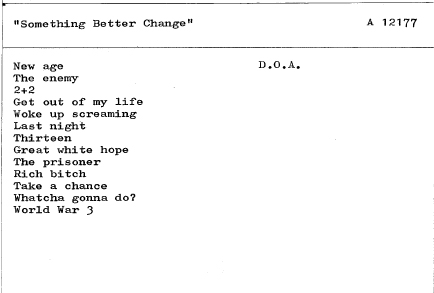 "Something Better Change" A 12177
New age D.O.A.
The enemy
2+2
Get out of my life
Woke up screaming
Last night
Thirteen
Great white hope
The prisoner
Rich bitch
Take a chance
Whatcha gonna do?
World War 3